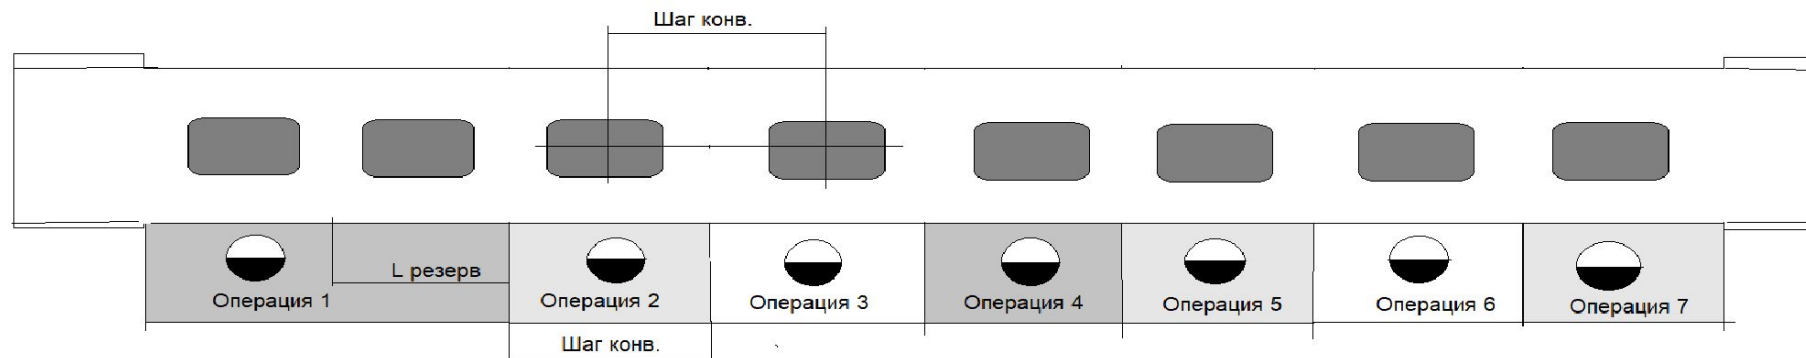 Шаг конв.
L резерв
Операция 1
Операция 2
Операция 3
Операция 4
Операция 5
Операция 6
Операция 7
Шаг конв.